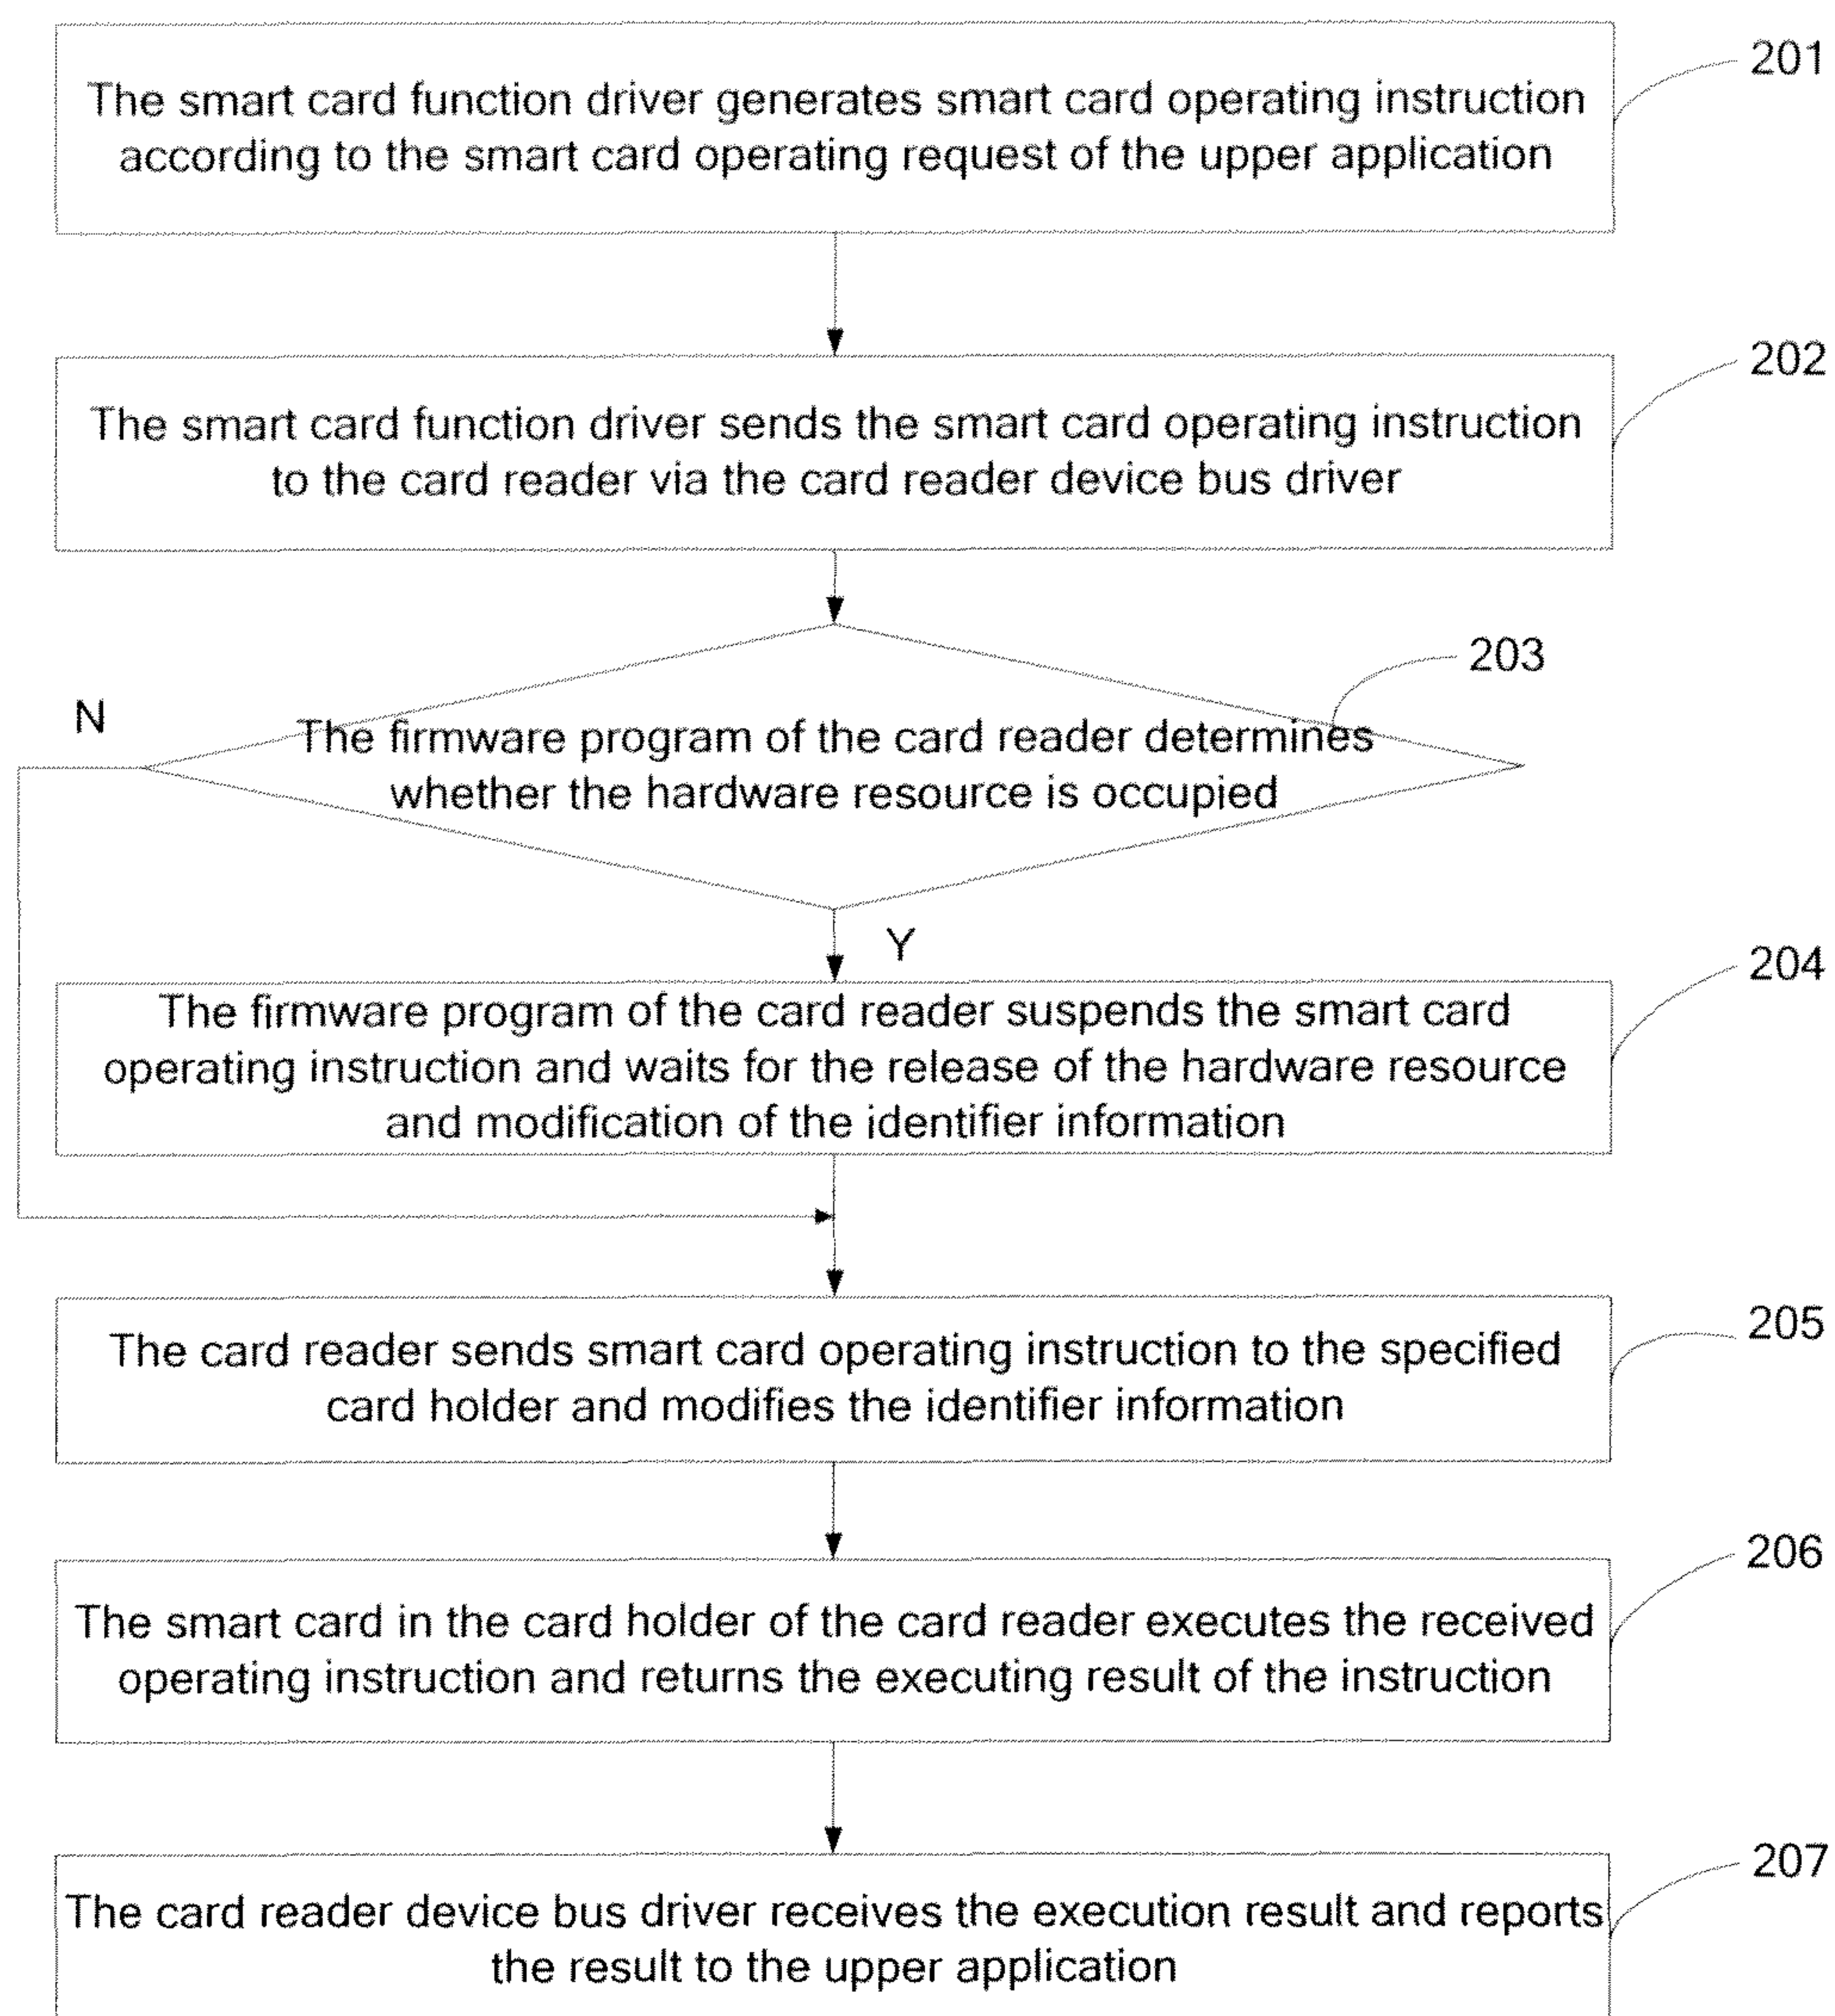 201
The smart card function driver generates smart card operating instruction
according to the smart card operating request of the upper application
202
The smart card function driver sends the smart card operating instruction
to the card reader via the card reader device bus driver
203
N
The firmware program of the card reader determines
whether the hardware resource is occupied
Y
204
The firmware program of the card reader suspends the smart card
operating instruction and waits for the release of the hardware resource
and modification of the identifier information
205
The card reader sends smart card operating instruction to the specified
card holder and modifies the identifier information
206
The smart card in the card holder of the card reader executes the received
operating instruction and returns the executing result of the instruction
207
The card reader device bus driver receives the execution result and reports
the result to the upper application